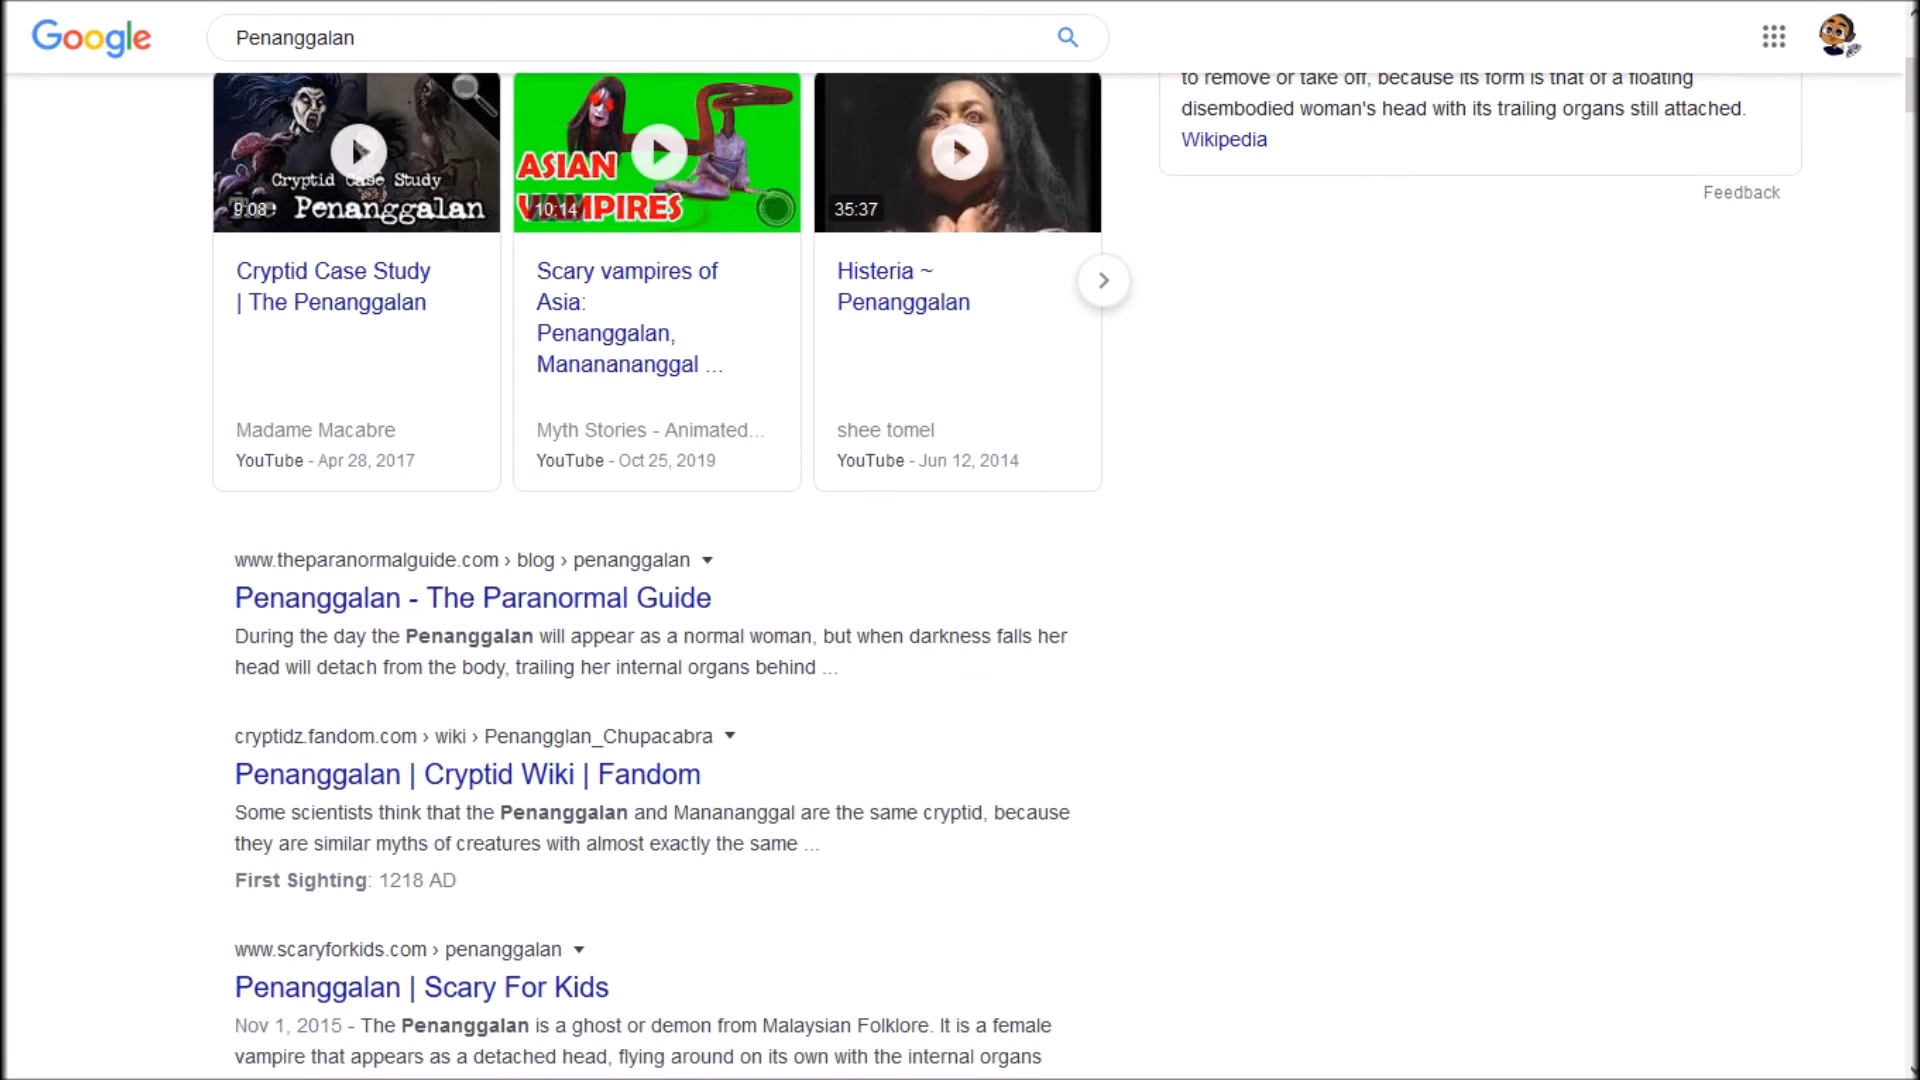 Google
Penanggalan
to remove or take off, because its form is that of a floating
disembodied woman's head with its trailing organs still attached.
Wikipedia
Feedback
Cryptid Case Study
9:08
Penanggalan
ASIAN
VAMPIRES
10:14
35:37
Cryptid Case Study
| The Penanggalan
Madame Macabre
YouTube - Apr 28, 2017
Scary vampires of
Asia:
Penanggalan,
Manananggal ...
Myth Stories - Animated...
YouTube - Oct 25, 2019
Histeria ~
Penanggalan
shee tomel
YouTube - Jun 12, 2014
www.theparanormalguide.com › blog › penanggalan
Penanggalan - The Paranormal Guide
During the day the Penanggalan will appear as a normal woman, but when darkness falls her
head will detach from the body, trailing her internal organs behind ...
cryptidz.fandom.com › wiki › Penangglan_Chupacabra
Penanggalan | Cryptid Wiki | Fandom
Some scientists think that the Penanggalan and Manananggal are the same cryptid, because
they are similar myths of creatures with almost exactly the same ...
First Sighting: 1218 AD
www.scaryforkids.com › penanggalan
Penanggalan | Scary For Kids
Nov 1, 2015 - The Penanggalan is a ghost or demon from Malaysian Folklore. It is a female
vampire that appears as a detached head, flying around on its own with the internal organs